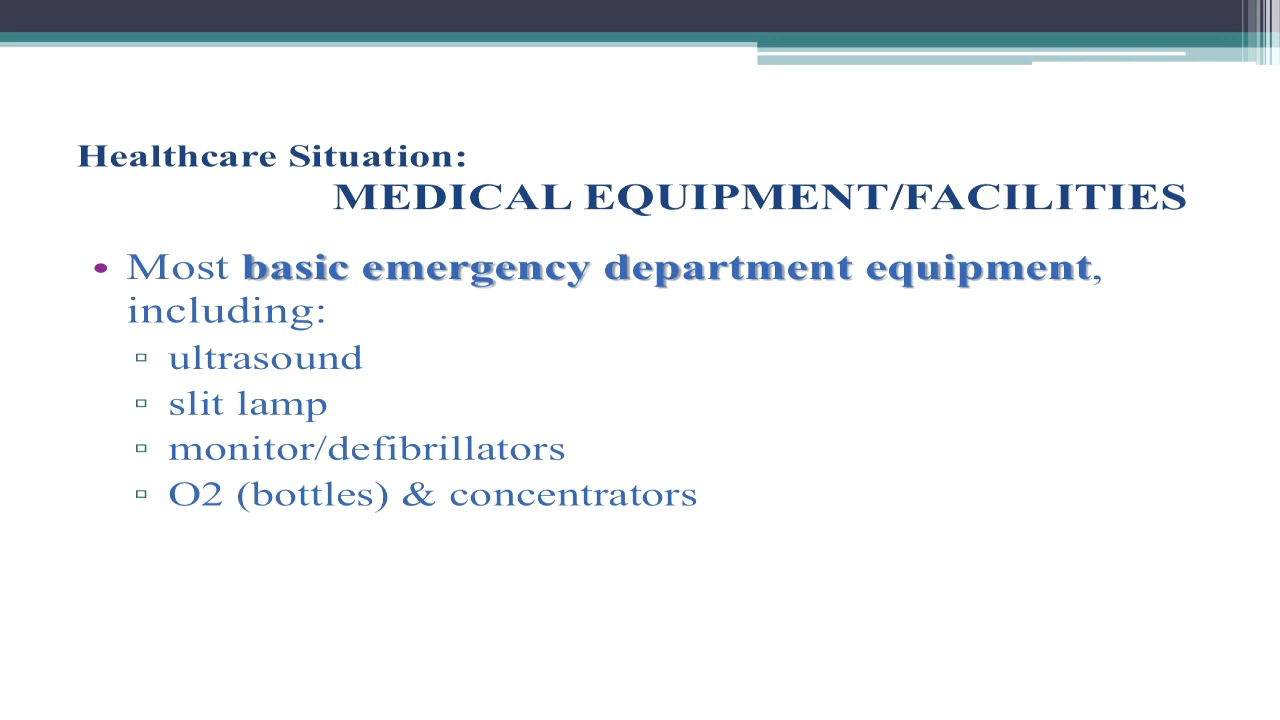 Healthcare Situation:
MEDICAL EQUIPMENT/FACILITIES
• Most basic emergency department equipment,
including:
▫ ultrasound
▫ slit lamp
▫ monitor/defibrillators
▫ O2 (bottles) & concentrators